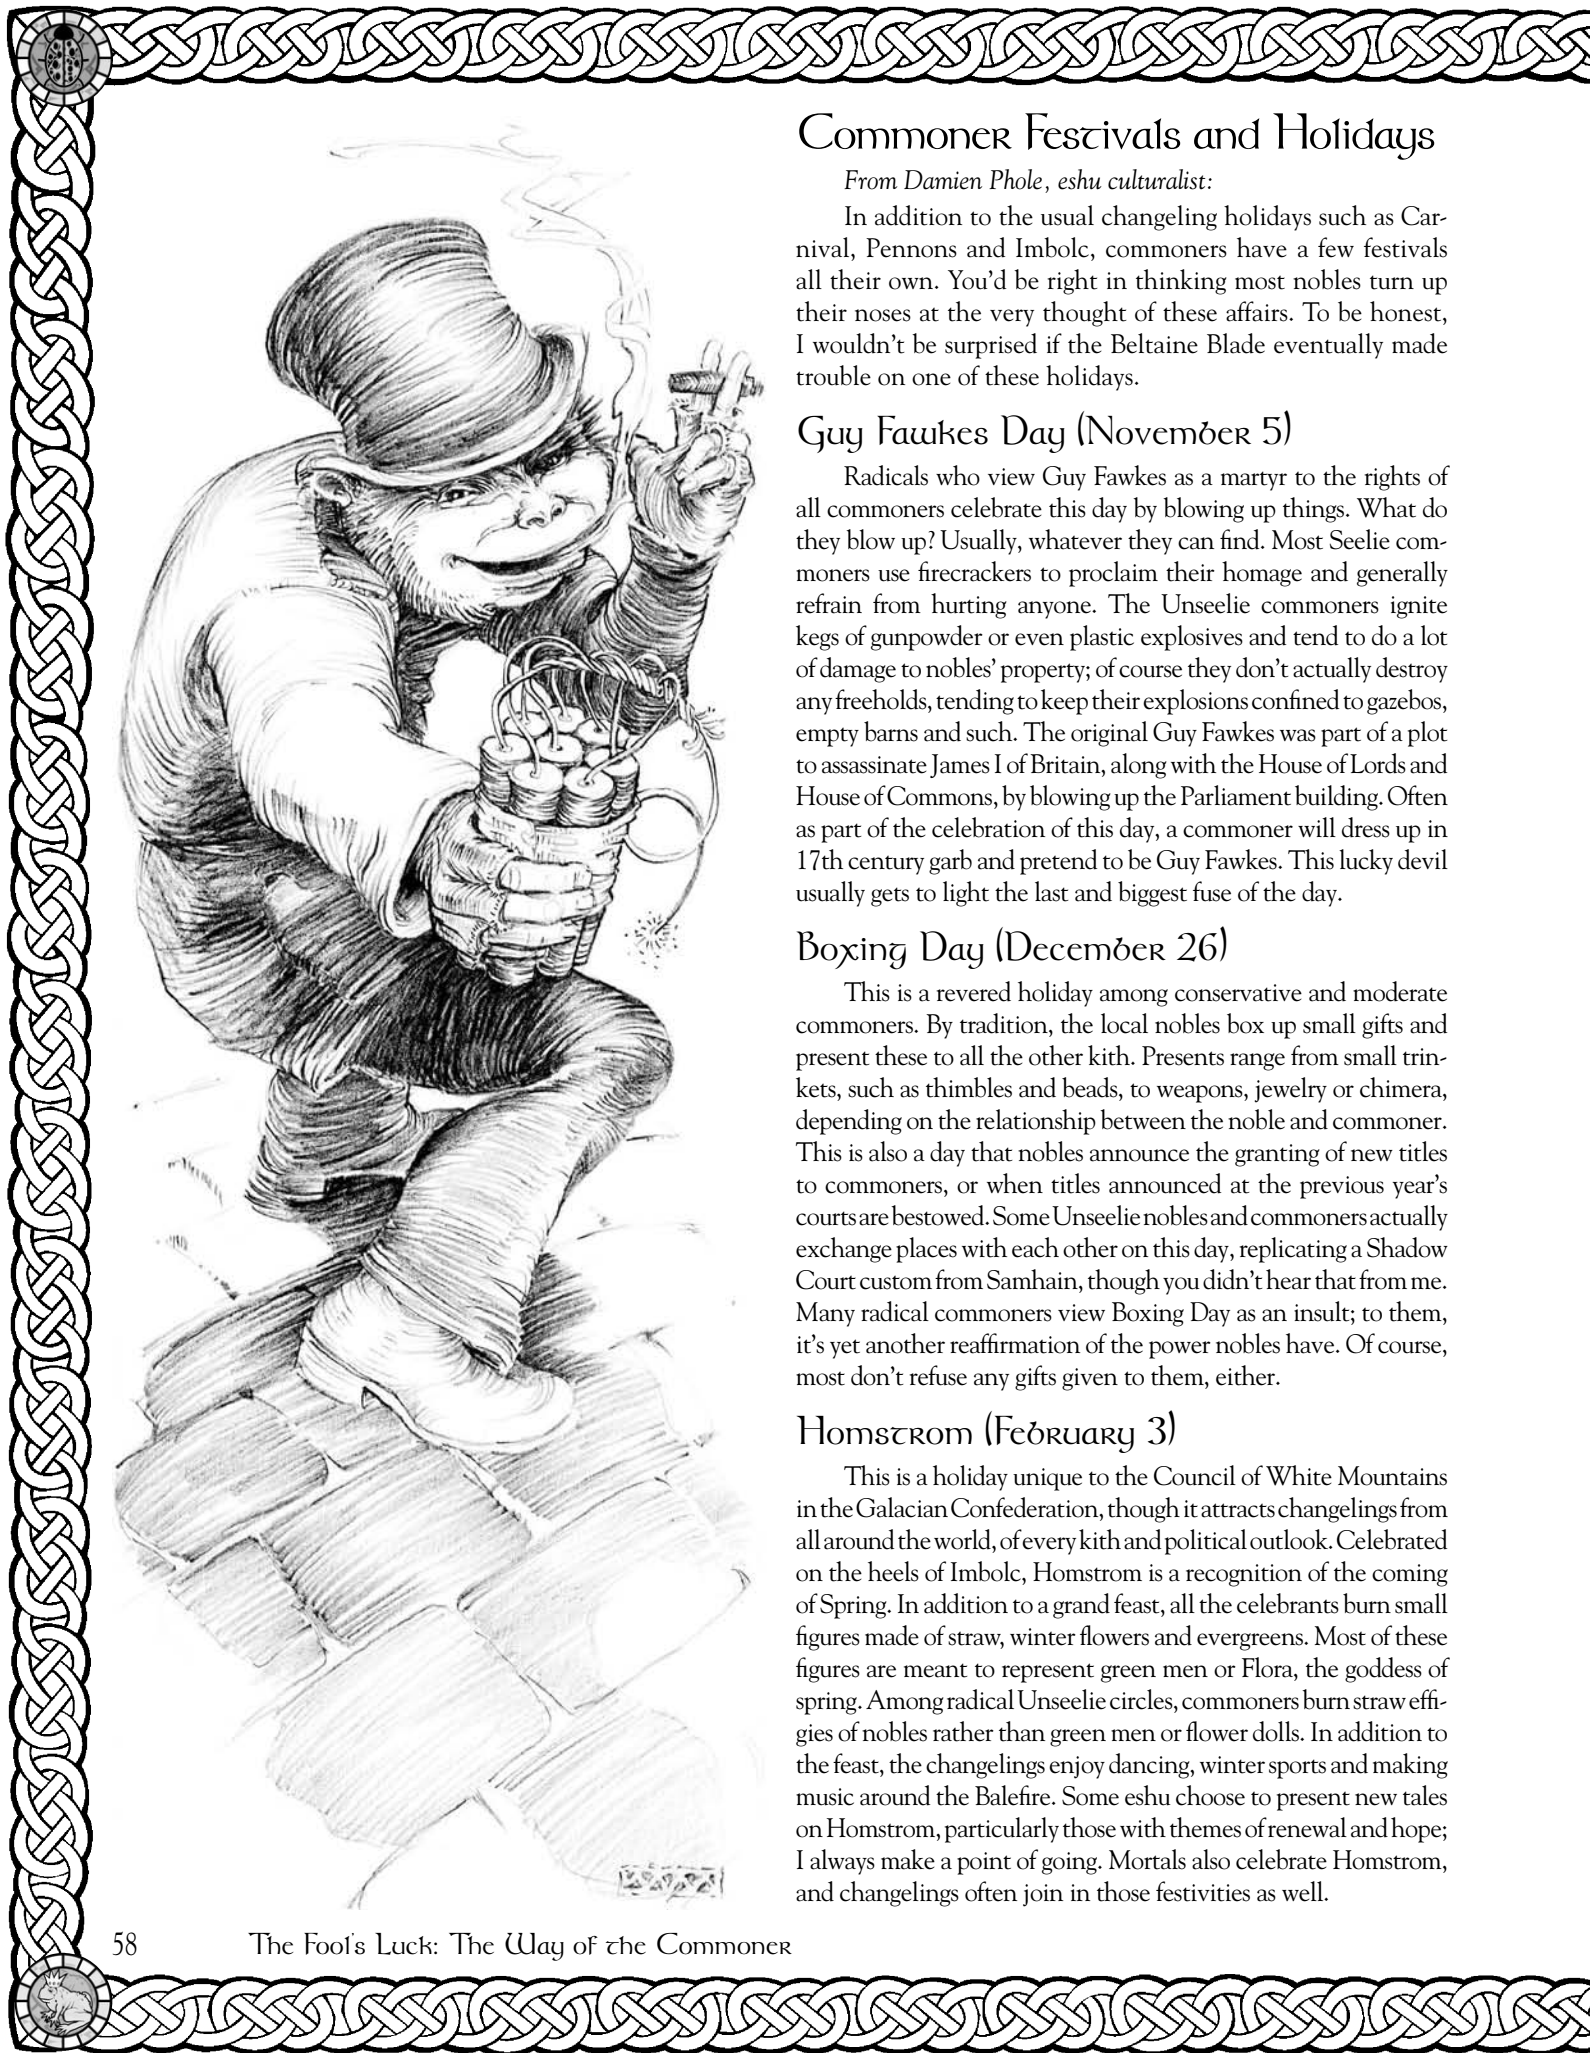 Commoner Festivals and Holidays
From Damien Phole, eshu culturalist:
In addition to the usual changeling holidays such as Car-
nival, Pennons and Imbolc, commoners have a few festivals
all their own. You'd be right in thinking most nobles turn up
their noses at the very thought of these affairs. To be honest,
I wouldn't be surprised if the Beltaine Blade eventually made
trouble on one of these holidays.
Guy Fawkes Day (November 5)
Radicals who view Guy Fawkes as a martyr to the rights of
all commoners celebrate this day by blowing up things. What do
they blow up? Usually, whatever they can find. Most Seelie com-
moners use firecrackers to proclaim their homage and generally
refrain from hurting anyone. The Unseelie commoners ignite
kegs of gunpowder or even plastic explosives and tend to do a lot
of damage to nobles' property; of course they don't actually destroy
any freeholds, tending to keep their explosions confined to gazebos,
empty barns and such. The original Guy Fawkes was part of a plot
to assassinate James I of Britain, along with the House of Lords and
House of Commons, by blowing up the Parliament building. Often
as part of the celebration of this day, a commoner will dress up in
17th century garb and pretend to be Guy Fawkes. This lucky devil
usually gets to light the last and biggest fuse of the day.
Boxing Day (December 26)
This is a revered holiday among conservative and moderate
commoners. By tradition, the local nobles box up small gifts and
present these to all the other kith. Presents range from small trin-
kets, such as thimbles and beads, to weapons, jewelry or chimera,
depending on the relationship between the noble and commoner.
This is also a day that nobles announce the granting of new titles
to commoners, or when titles announced at the previous year's
courts are bestowed. Some Unseelie nobles and commoners actually
exchange places with each other on this day, replicating a Shadow
Court custom from Samhain, though you didn't hear that from me.
Many radical commoners view Boxing Day as an insult; to them,
it's yet another reaffirmation of the power nobles have. Of course,
most don't refuse any gifts given to them, either.
Homstrom (February 3)
This is a holiday unique to the Council of White Mountains
in the Galacian Confederation, though it attracts changelings from
all around the world, of every kith and political outlook. Celebrated
on the heels of Imbolc, Homstrom is a recognition of the coming
of Spring. In addition to a grand feast, all the celebrants burn small
figures made of straw, winter flowers and evergreens. Most of these
figures are meant to represent green men or Flora, the goddess of
spring. Among radical Unseelie circles, commoners burn straw effi-
gies of nobles rather than green men or flower dolls. In addition to
the feast, the changelings enjoy dancing, winter sports and making
music around the Balefire. Some eshu choose to present new tales
on Homstrom, particularly those with themes of renewal and hope;
I always make a point of going. Mortals also celebrate Homstrom,
and changelings often join in those festivities as well.
58 The Fool's Luck: The Way of the Commoner